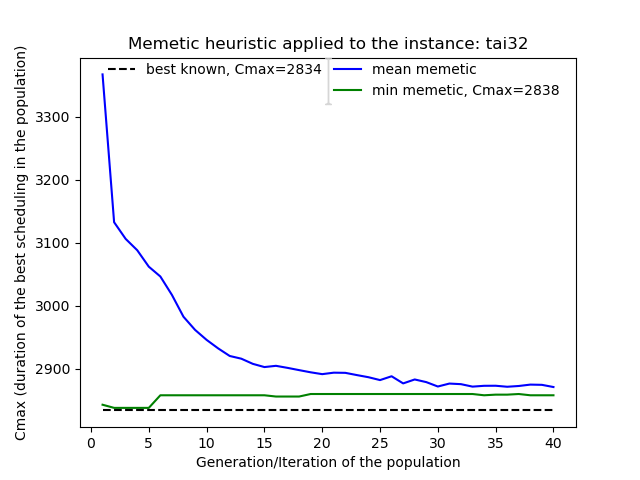 Memetic heuristic applied to the instance: tai32
best known, Cmax=2834
mean memetic
min memetic, Cmax=2838
Cmax (duration of the best scheduling in the population)
3300
3200
3100
3000
2900
0 5 10 15 20 25 30 35 40
Generation/Iteration of the population